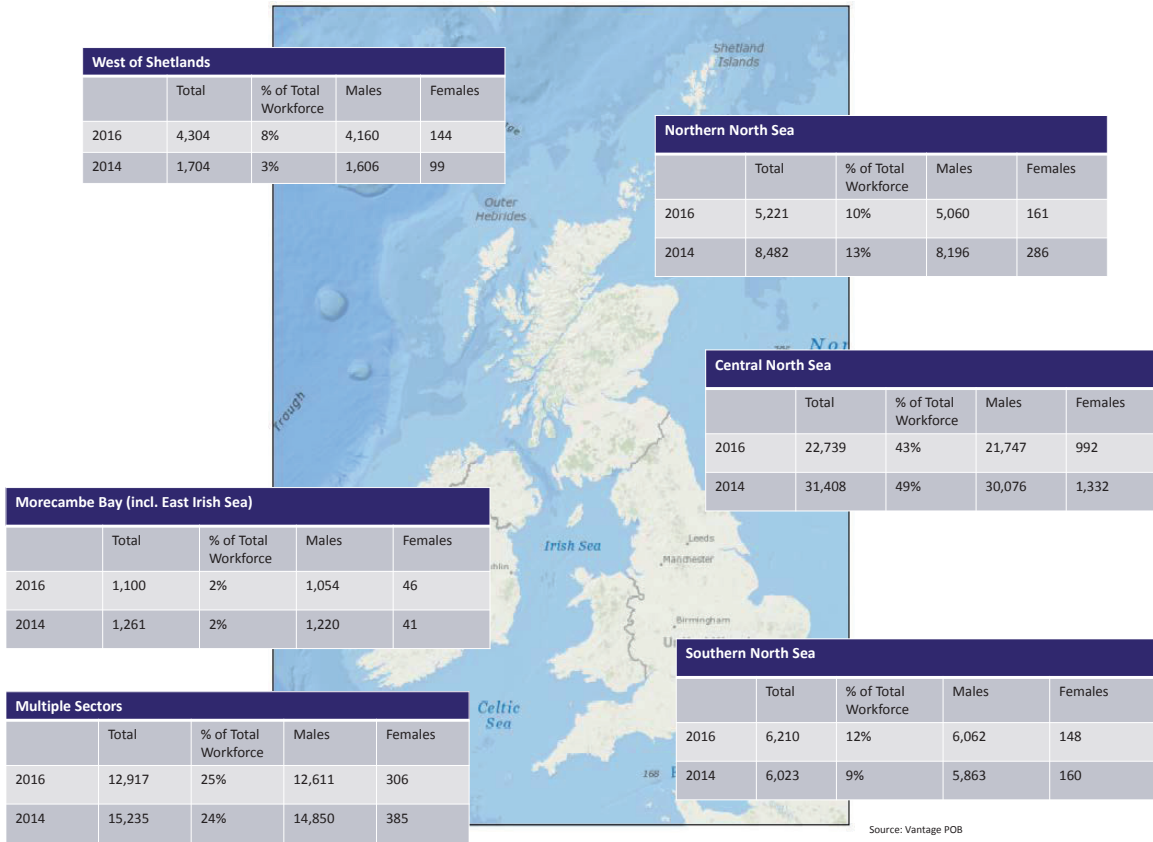 Shetland
Islands
West of Shetlands
Total % of Total Males Females
Workforce
2016 4,304 8% 4,160 144
2014 1,704 3% 1,606 99
Northern North Sea
Total % of Total Males Females
Workforce
2016 5,221 10% 5,060 161
2014 8,482 13% 8,196 286
Outer
Hebrides
Nor
Central North Sea
Total % of Total Males Females
Workforce
2016 22,739 43% 21,747 992
2014 31,408 49% 30,076 1,332
Trough
Morecambe Bay (incl. East Irish Sea)
Total % of Total Males Females
Workforce
2016 1,100 2% 1,054 46
2014 1,261 2% 1,220 41
Irish Sea
Leeds
Manchester
Birmingham
Southern North Sea
Total % of Total Males Females
Workforce
2016 6,210 12% 6,062 148
2014 6,023 9% 5,863 160
Multiple Sectors
Total % of Total Males Females
Workforce
2016 12,917 25% 12,611 306
2014 15,235 24% 14,850 385
Celtic
Sea
168
Source: Vantage POB